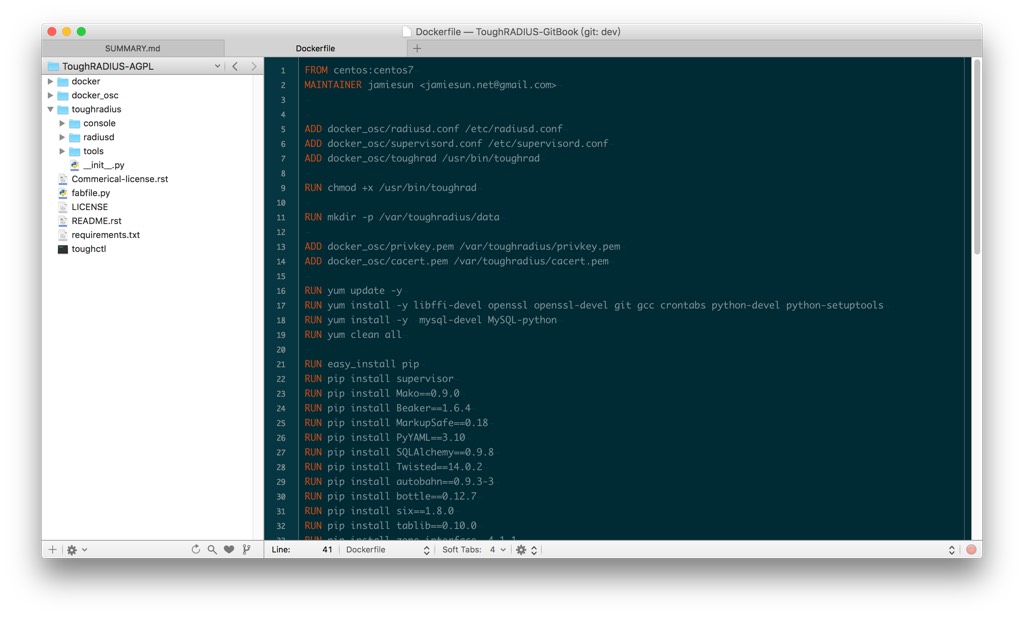 Dockerfile — ToughRADIUS-GitBook (git: dev)
SUMMARY.md
Dockerfile
ToughRADIUS-AGPL
docker
docker_osc
toughradius
console
radiusd
tools
__init__.py
Commerical-license.rst
fabfile.py
LICENSE
README.rst
requirements.txt
toughctl
1 FROM centos:centos7
2 MAINTAINER jamiesun <jamiesun.net@gmail.com>
3
4
5 ADD docker_osc/radiusd.conf /etc/radiusd.conf
6 ADD docker_osc/supervisord.conf /etc/supervisord.conf
7 ADD docker_osc/toughrad /usr/bin/toughrad
8
9 RUN chmod +x /usr/bin/toughrad
10
11 RUN mkdir -p /var/toughradius/data
12
13 ADD docker_osc/privkey.pem /var/toughradius/privkey.pem
14 ADD docker_osc/cacert.pem /var/toughradius/cacert.pem
15
16 RUN yum update -y
17 RUN yum install -y libffi-devel openssl openssl-devel git gcc crontabs python-devel python-setuptools
18 RUN yum install -y  mysql-devel MySQL-python
19 RUN yum clean all
20
21 RUN easy_install pip
22 RUN pip install supervisor
23 RUN pip install Mako==0.9.0
24 RUN pip install Beaker==1.6.4
25 RUN pip install MarkupSafe==0.18
26 RUN pip install PyYAML==3.10
27 RUN pip install SQLAlchemy==0.9.8
28 RUN pip install Twisted==14.0.2
29 RUN pip install autobahn==0.9.3-3
30 RUN pip install bottle==0.12.7
31 RUN pip install six==1.8.0
32 RUN pip install tablib==0.10.0
RUN pip install
Line: 41 Dockerfile Soft Tabs: 4